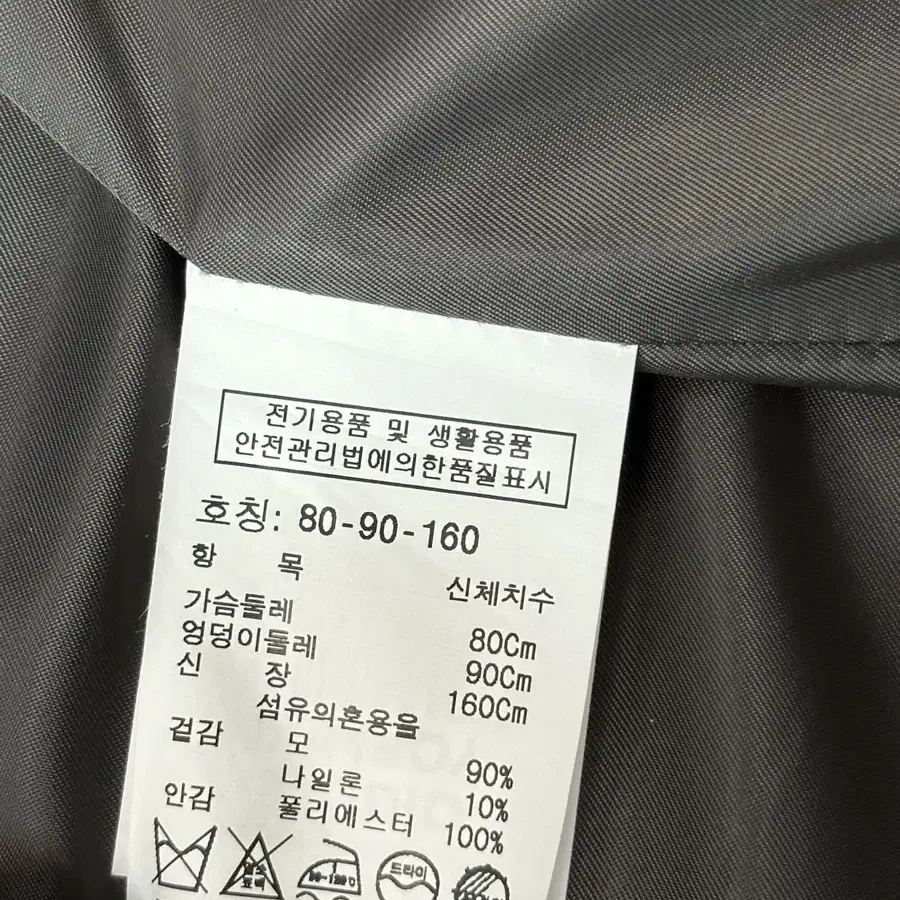 전기용품 및 생활용품
안전관리법에의한품질표시
호칭: 80-90-160
항 목 신체치수
가슴둘레 80Cm
엉덩이둘레 90Cm
신 장 160Cm
섬유의혼용율
겉감 모 90%
나일론 10%
안감 폴리에스터 100%
드라이